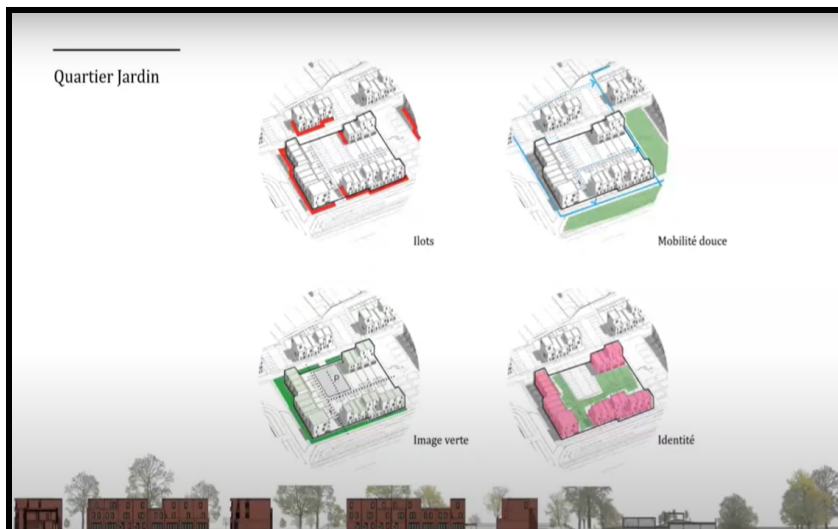 Quartier Jardin
Ilots
Mobilité douce
P
Image verte
Identité